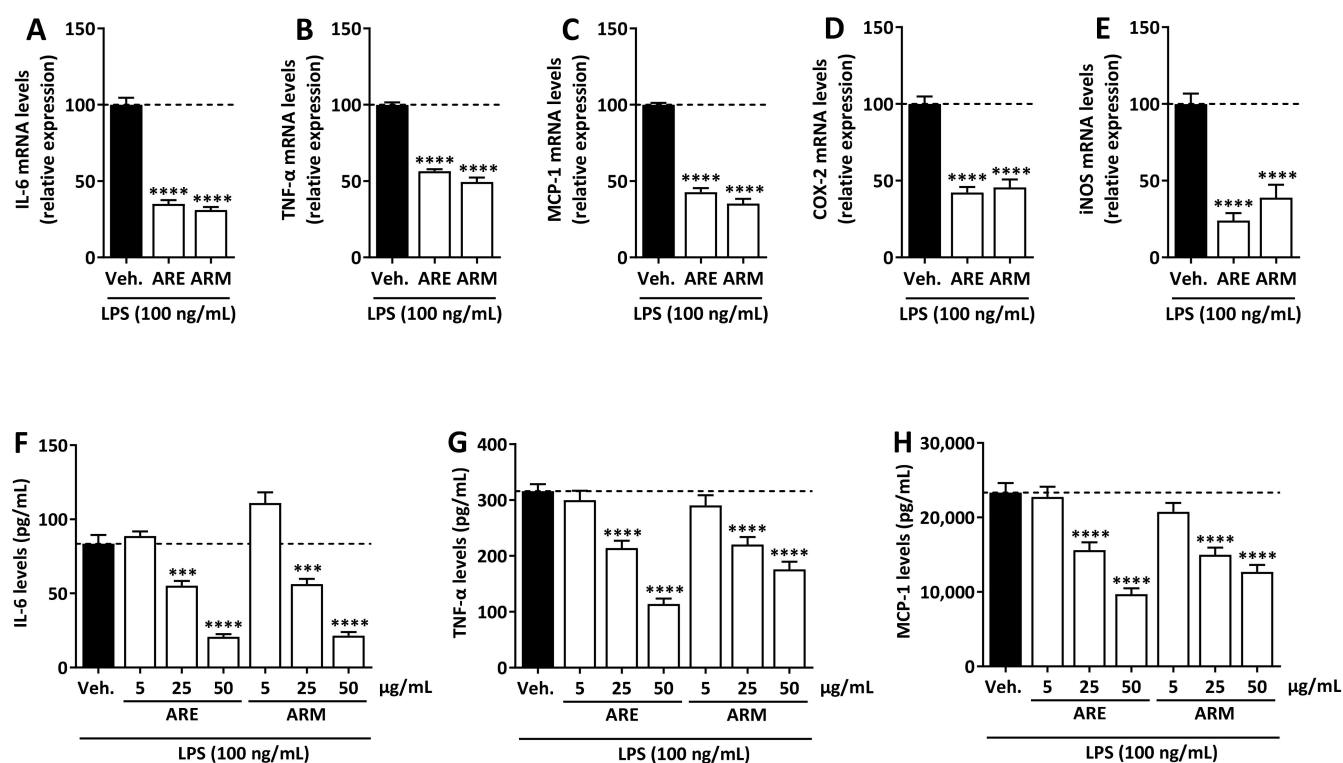 A
IL-6 mRNA levels
(relative expression)
150
100
50
0
****
****
Veh. ARE ARM
LPS (100 ng/mL)
B
TNF-α mRNA levels
(relative expression)
150
100
50
0
****
****
Veh. ARE ARM
LPS (100 ng/mL)
C
MCP-1 mRNA levels
(relative expression)
150
100
50
0
****
****
Veh. ARE ARM
LPS (100 ng/mL)
D
COX-2 mRNA levels
(relative expression)
150
100
50
0
****
****
Veh. ARE ARM
LPS (100 ng/mL)
E
iNOS mRNA levels
(relative expression)
150
100
50
0
****
****
Veh. ARE ARM
LPS (100 ng/mL)
F
IL-6 levels (pg/mL)
150
100
50
0
***
****
***
****
Veh. 5 25 50 5 25 50 µg/mL
ARE ARM
LPS (100 ng/mL)
G
TNF-α levels (pg/mL)
400
300
200
100
0
****
****
****
****
Veh. 5 25 50 5 25 50 µg/mL
ARE ARM
LPS (100 ng/mL)
H
MCP-1 levels (pg/mL)
30,000
20,000
10,000
0
****
****
****
****
Veh. 5 25 50 5 25 50 µg/mL
ARE ARM
LPS (100 ng/mL)